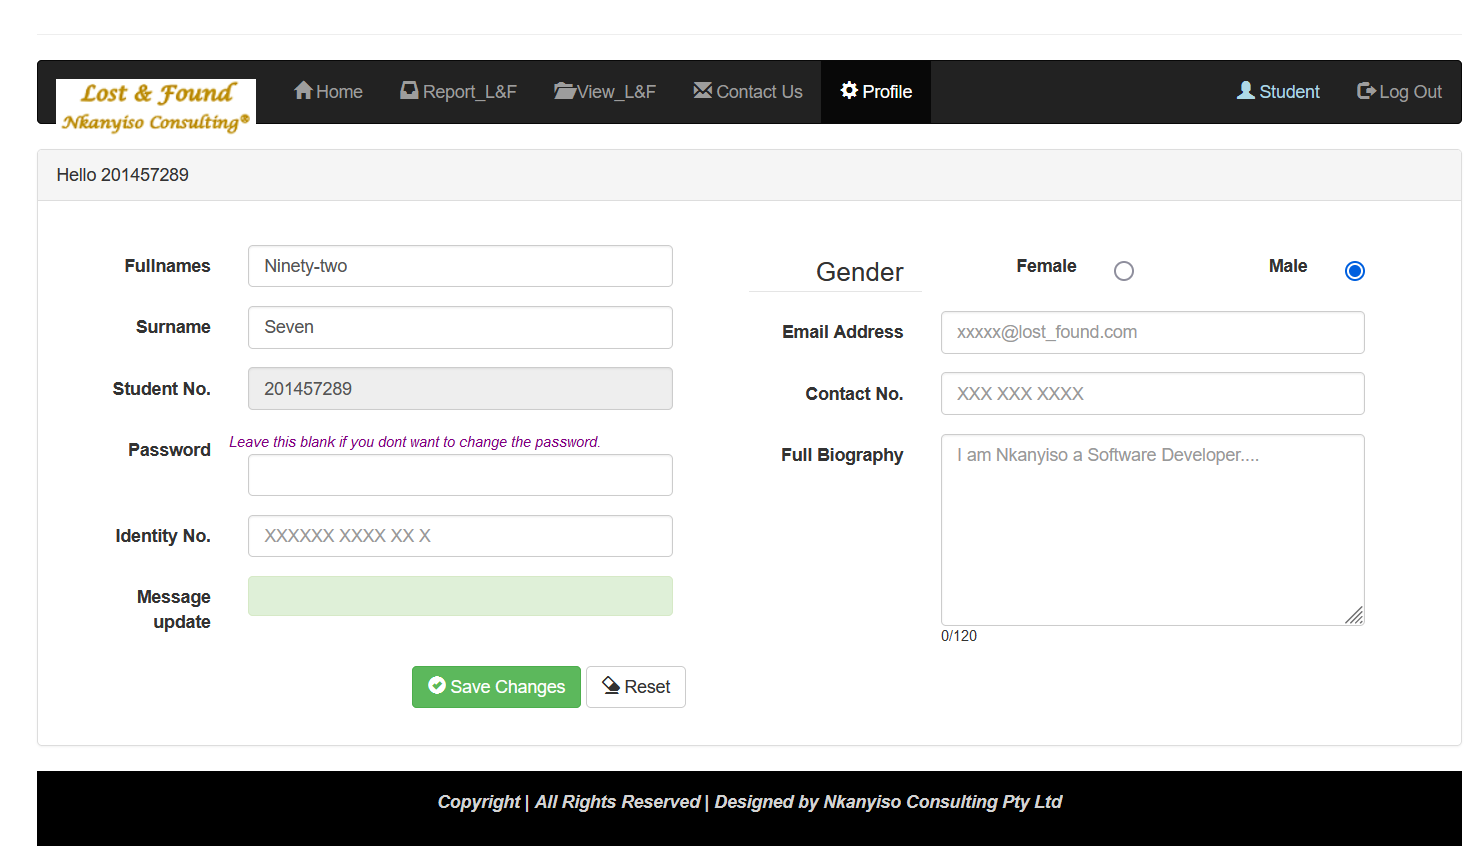 Lost & Found
Nkanyiso Consulting®
Home Report_L&F View_L&F Contact Us Profile Student Log Out
Hello 201457289
Fullnames Ninety-two
Surname Seven
Student No. 201457289
Password Leave this blank if you dont want to change the password.
Identity No. XXXXXX XXXX XX X
Message
update
Save Changes Reset
Gender Female Male
Email Address xxxxx@lost_found.com
Contact No. XXX XXX XXXX
Full Biography I am Nkanyiso a Software Developer....
0/120
Copyright | All Rights Reserved | Designed by Nkanyiso Consulting Pty Ltd